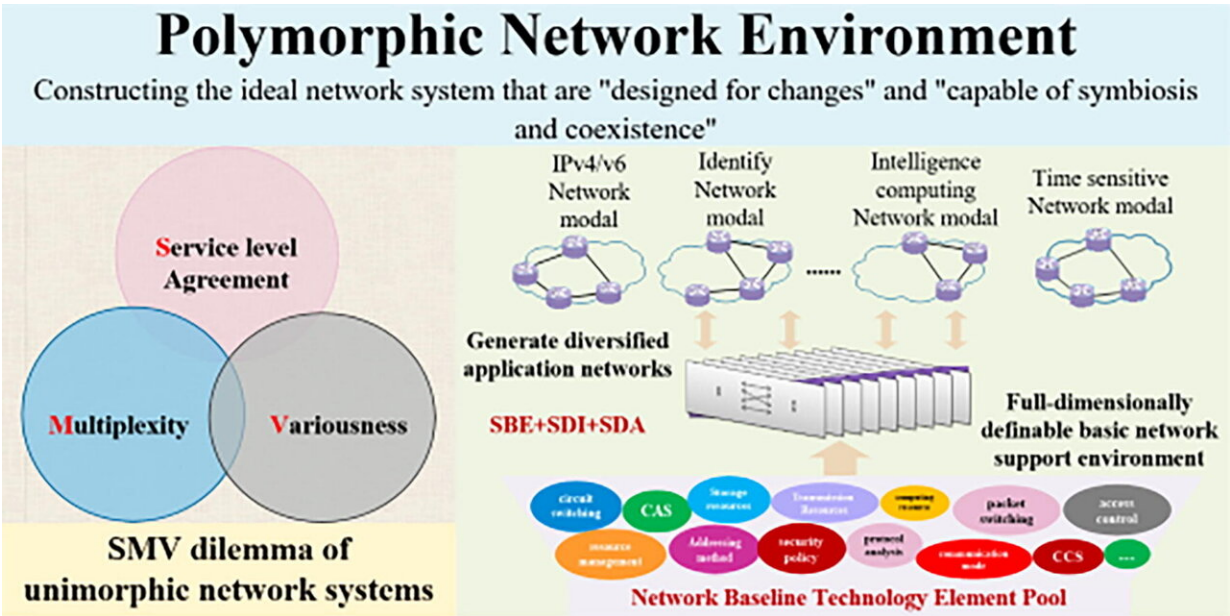 Polymorphic Network Environment
Constructing the ideal network system that are "designed for changes" and "capable of symbiosis
and coexistence"
Service level
Agreement
Multiplexity
Variousness
SMV dilemma of
unimorphic network systems
IPv4/v6
Network
modal
Identify
Network
modal
Intelligence
computing
Network modal
Time sensitive
Network modal
......
Generate diversified
application networks
SBE+SDI+SDA
Full-dimensionally
definable basic network
support environment
circuit
switching
CAS
Storage
resources
Transmission
Resources
computing
resource
packet
switching
access
control
resource
management
Addressing
method
security
policy
protocol
analysis
communication
mode
CCS
...
Network Baseline Technology Element Pool